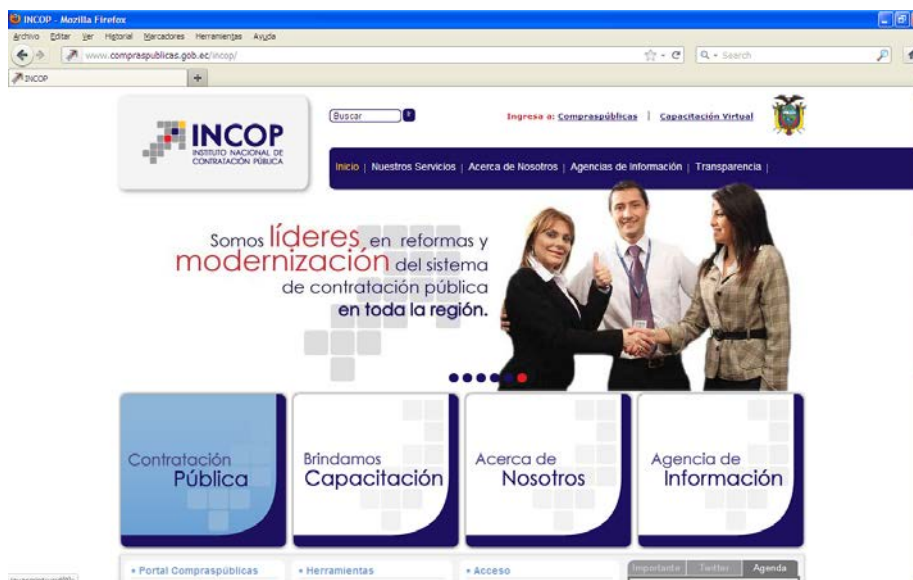 INCOP - Mozilla Firefox
Archivo Editar Ver Historial Marcadores Herramientas Ayuda
www.compraspublicas.gob.ec/incop/
Search
INCOP
INCOP
INSTITUTO NACIONAL DE
CONTRATACIÓN PÚBLICA
Buscar
Ingresa a: Compraspúblicas | Capacitación Virtual
Inicio | Nuestros Servicios | Acerca de Nosotros | Agencias de Información | Transparencia |
Somos líderes en reformas y
modernización del sistema
de contratación pública
en toda la región.
Contratación
Pública
Brindamos
Capacitación
Acerca de
Nosotros
Agencia de
Información
• Portal Compraspúblicas
• Herramientas
• Acceso
Importante Twitter Agenda